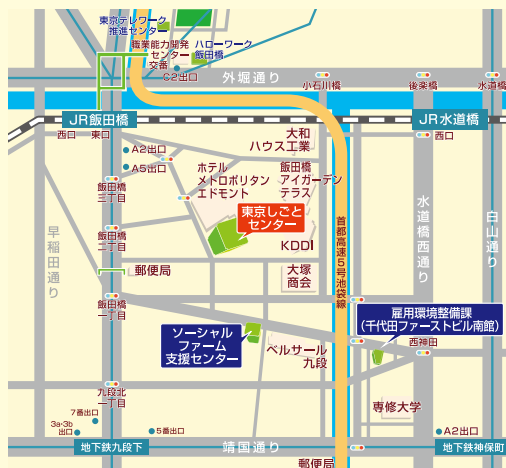 東京テレワーク
推進センター
職業能力開発
センター
ハローワーク
飯田橋
交番
C2出口
外堀通り
小石川橋
後楽橋
水道橋
JR飯田橋
JR水道橋
西口
東口
西口
大和
ハウス工業
A2出口
A5出口
ホテル
メトロポリタン
エドモント
飯田橋
アイガーデン
テラス
飯田橋
三丁目
東京しごと
センター
KDDI
飯田橋
二丁目
首都高速5号池袋線
水道橋西通り
白山通り
早稲田通り
郵便局
大塚
商会
飯田橋
一丁目
ソーシャル
ファーム
支援センター
ベルサール
九段
雇用環境整備課
(千代田ファーストビル南館)
西神田
九段北
一丁目
専修大学
7番出口
3a・3b
出口
5番出口
A2出口
地下鉄九段下
靖国通り
地下鉄神保町
郵便局